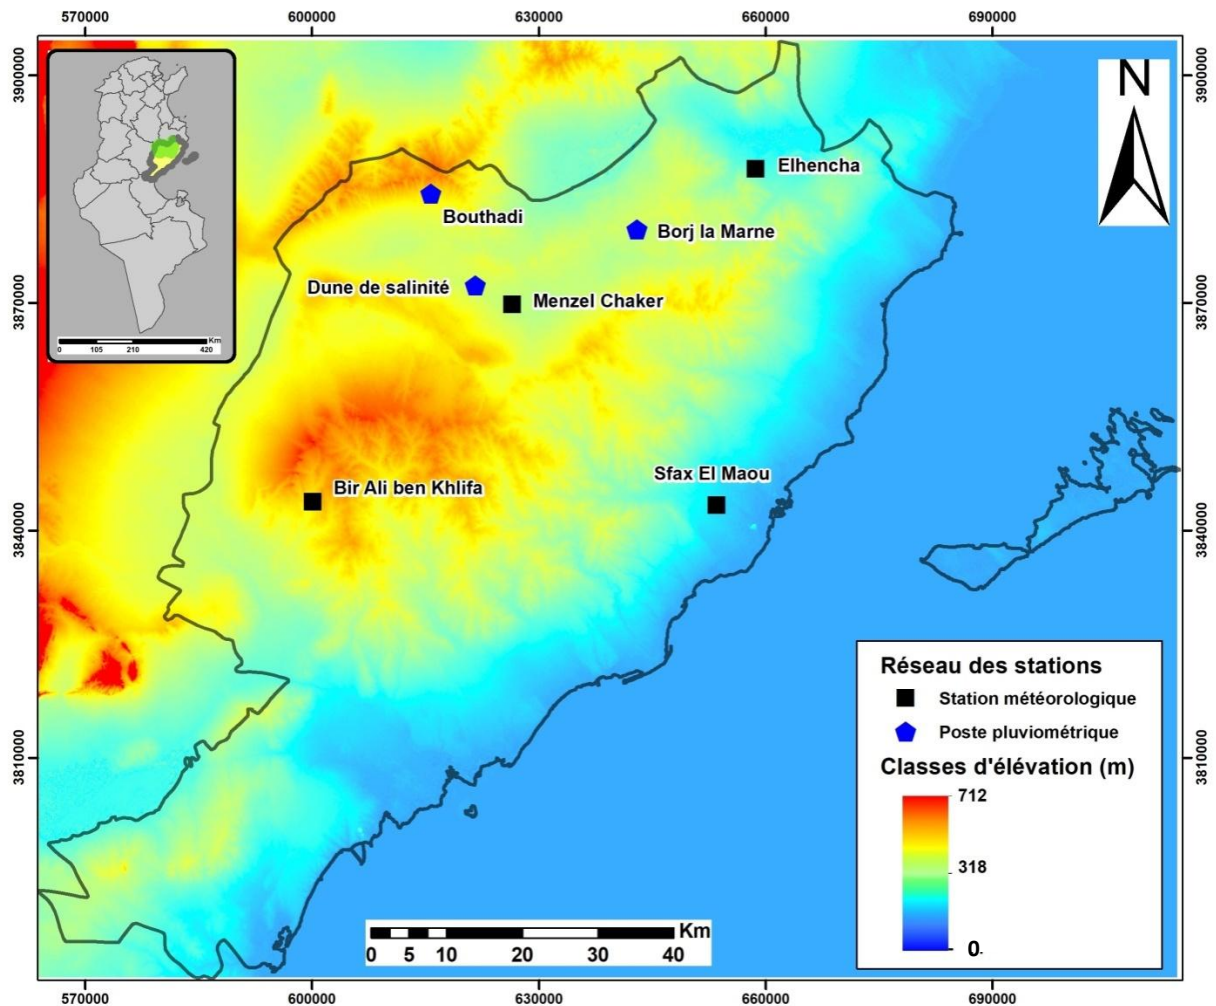 570000 600000 630000 660000 690000
3900000
3900000
N
Elhencha
Bouthadi
Borj la Marne
Dune de salinité
Menzel Chaker
3870000
3870000
Km
0 105 210 420
Sfax El Maou
Bir Ali ben Khlifa
3840000
3840000
Réseau des stations
Station météorologique
Poste pluviométrique
Classes d'élévation (m)
712
318
0
3810000
3810000
Km
0 5 10 20 30 40
570000 600000 630000 660000 690000